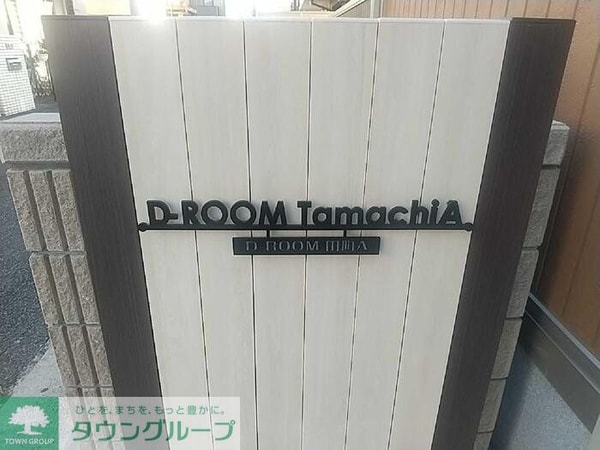 D-ROOM TamachiA
D-ROOM 田町A
ひとを、まちを、もっと豊かに。
タウングループ
TOWN GROUP